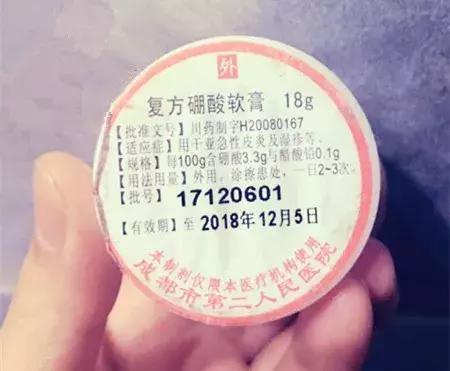 外
复方硼酸软膏 18g
【批准文号】川药制字H20080167
【适应症】用于亚急性皮炎及湿疹等。
【规格】每100g含硼酸3.3g与醋酸铅0.1g
【用法用量】外用，涂擦患处，一日2~3次。
【批号】 17120601
【有效期】至 2018年12月5日
本制剂仅限本医疗机构使用
成都市第二人民医院